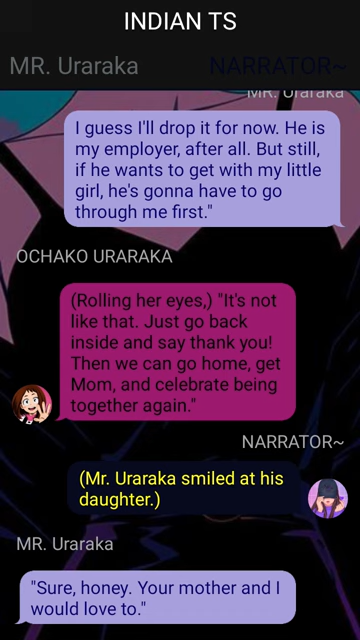 INDIAN TS
MR. Uraraka
NARRATOR~
MR. Uraraka
I guess I'll drop it for now. He is
my employer, after all. But still,
if he wants to get with my little
girl, he's gonna have to go
through me first."
OCHAKO URARAKA
(Rolling her eyes,) "It's not
like that. Just go back
inside and say thank you!
Then we can go home, get
Mom, and celebrate being
together again."
NARRATOR~
(Mr. Uraraka smiled at his
daughter.)
MR. Uraraka
"Sure, honey. Your mother and I
would love to."